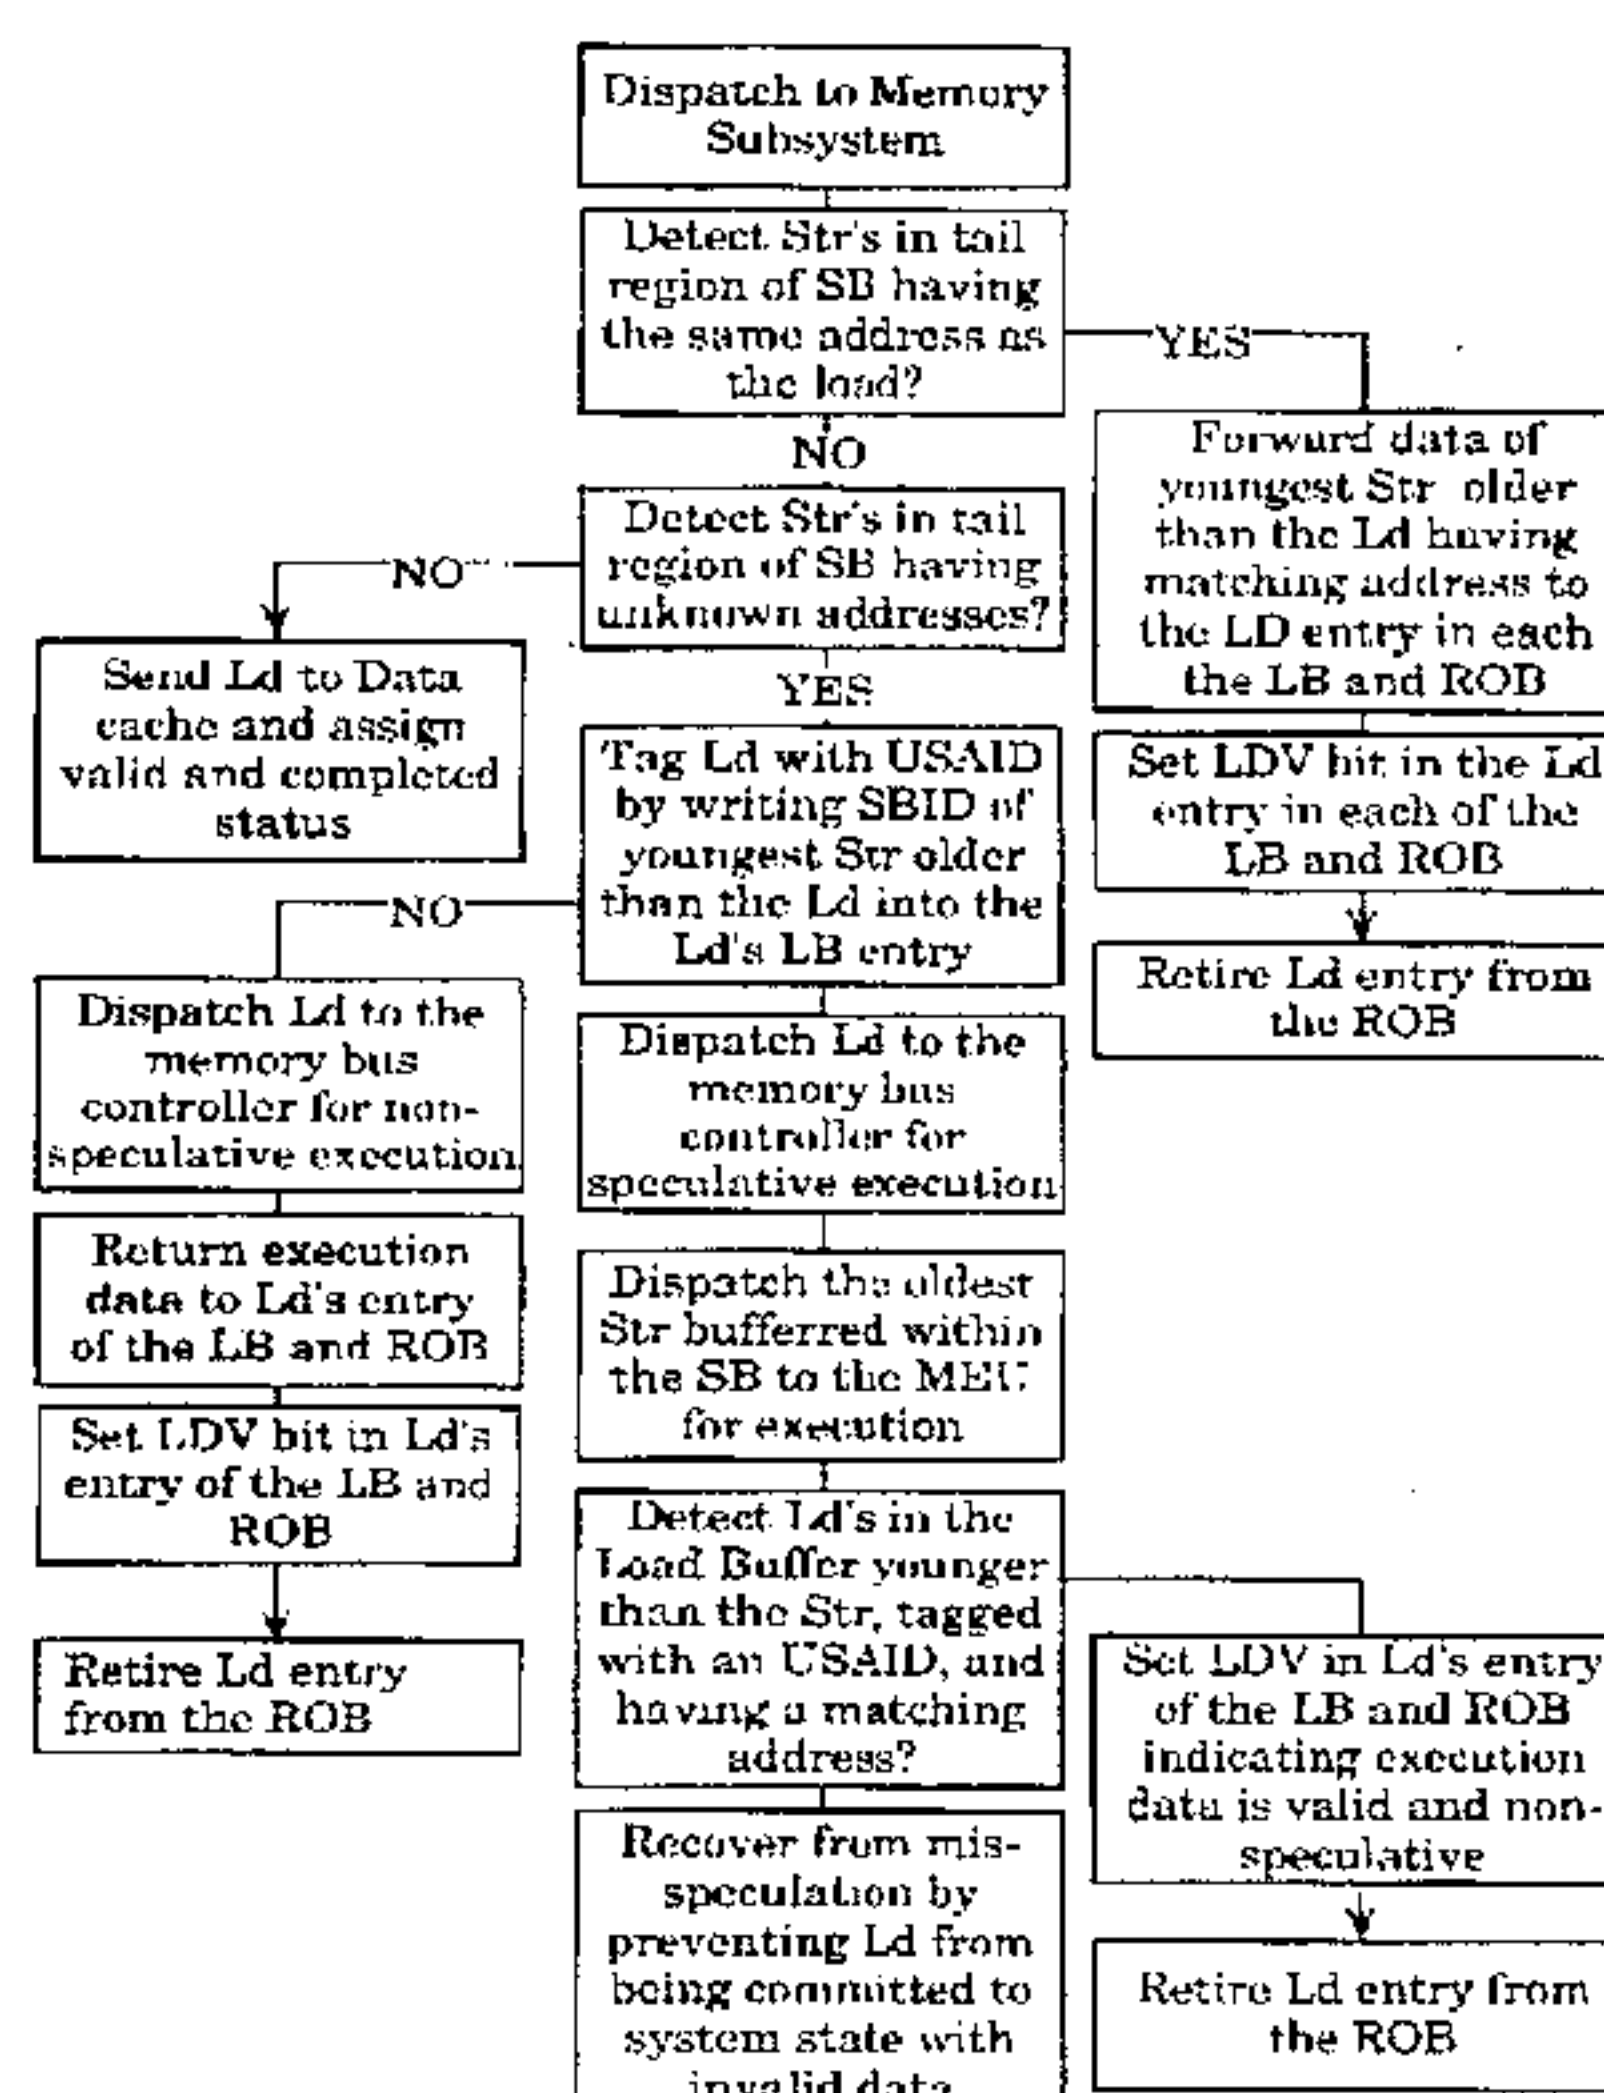 Dispatch to Memory
Subsystem
Detect Str's in tail
region of SB having
the same address as
the load?
YES
NO
Forward data of
youngest Str older
than the Ld having
matching address to
the LD entry in each
the LB and ROB
Detect Str's in tail
region of SB having
unknown addresses?
NO
YES
Send Ld to Data
cache and assign
valid and completed
status
Set LDV bit in the Ld
entry in each of the
LB and ROB
Retire Ld entry from
the ROB
Tag Ld with USAID
by writing SBID of
youngest Str older
than the Ld into the
Ld's LB entry
NO
Dispatch Ld to the
memory bus
controller for non-
speculative execution
Return execution
data to Ld's entry
of the LB and ROB
Set LDV bit in Ld's
entry of the LB and
ROB
Retire Ld entry
from the ROB
Dispatch Ld to the
memory bus
controller for
speculative execution
Dispatch the oldest
Str bufferred within
the SB to the MEU
for execution
Detect Ld's in the
Load Buffer younger
than the Str, tagged
with an USAID, and
having a matching
address?
Set LDV in Ld's entry
of the LB and ROB
indicating execution
data is valid and non-
speculative
Retire Ld entry from
the ROB
Recover from mis-
speculation by
preventing Ld from
being committed to
system state with
invalid data